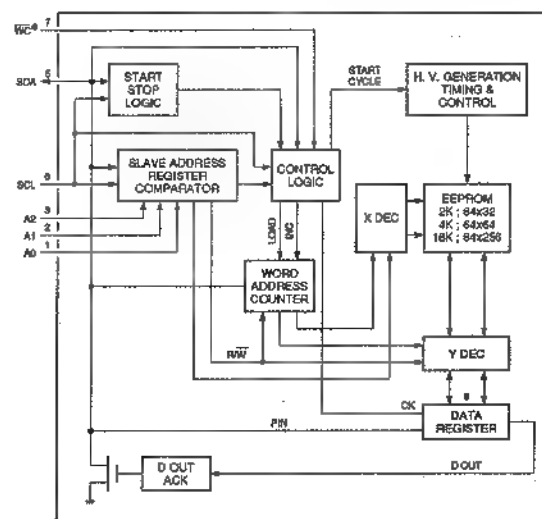 WC 7
SDA 5
START
STOP
LOGIC
START
CYCLE
H. V. GENERATION
TIMING
& CONTROL
SCL 6
SLAVE ADDRESS
REGISTER
COMPARATOR
CONTROL
LOGIC
A2 3
A1 2
A0 1
LOAD
INC
X DEC
EEPROM
2K : 64x32
4K : 64x64
16K : 64x256
WORD
ADDRESS
COUNTER
R/W
Y DEC
CK
8
DATA
REGISTER
D OUT
ACK
D OUT